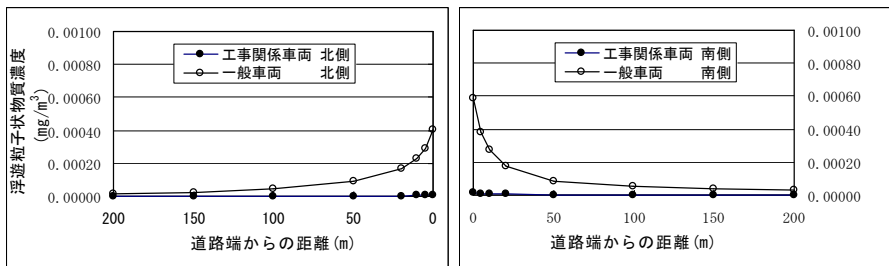 浮遊粒子状物質濃度
(mg/m³)
0.00100
0.00080
0.00060
0.00040
0.00020
0.00000
工事関係車両 北側
一般車両 北側
200 150 100 50 0
道路端からの距離(m)
工事関係車両 南側
一般車両 南側
0.00100
0.00080
0.00060
0.00040
0.00020
0.00000
0 50 100 150 200
道路端からの距離(m)